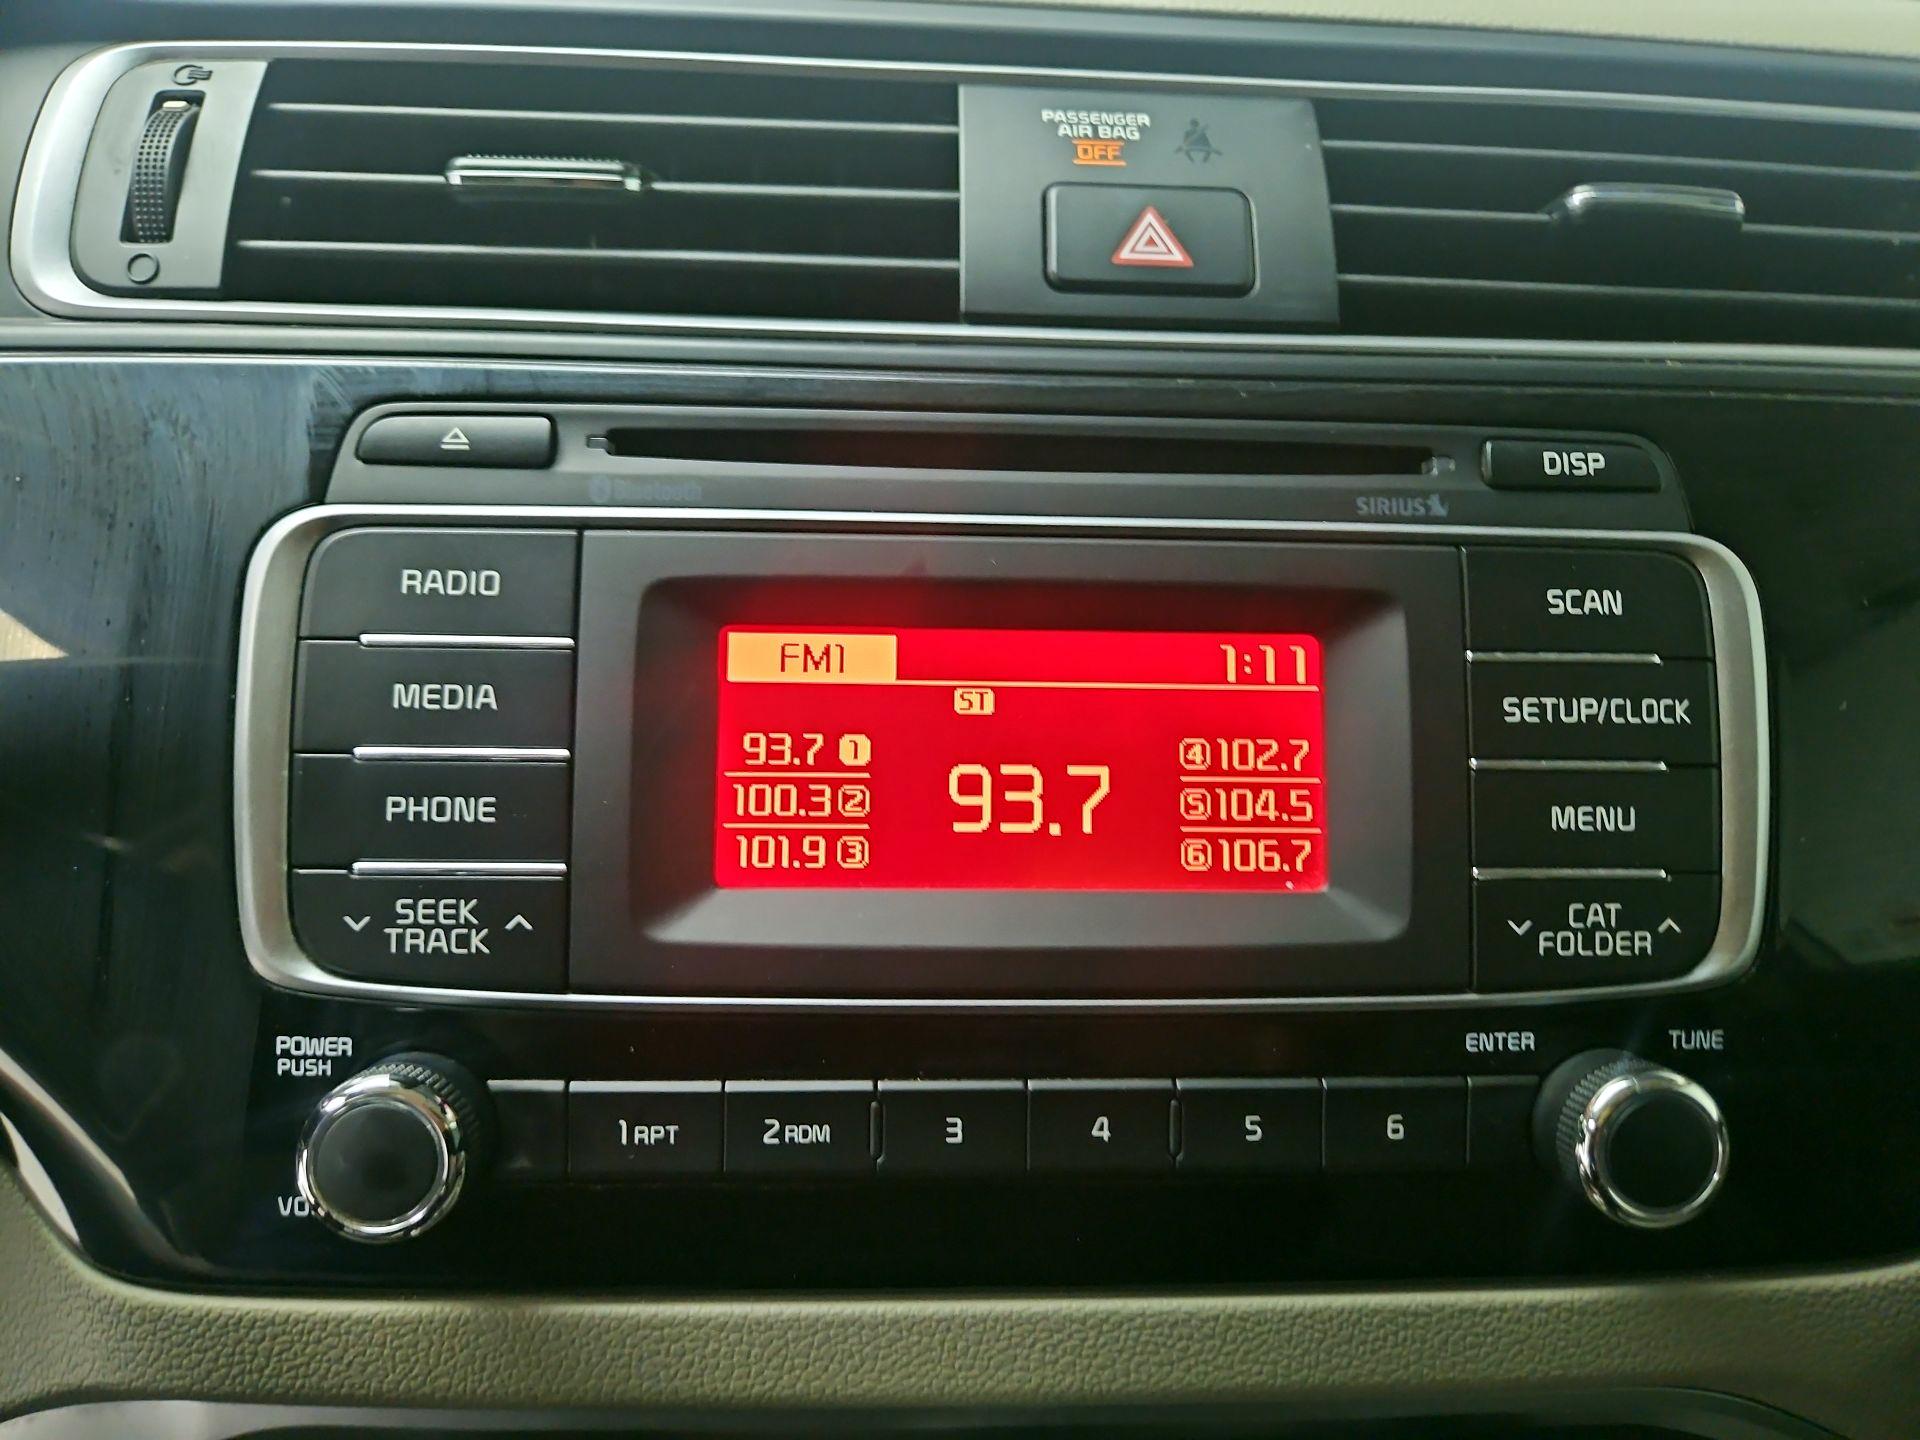 PASSENGER
AIR BAG
OFF
DISP
Bluetooth
SIRIUS
RADIO
MEDIA
PHONE
SEEK
TRACK
FM1 1:11
ST
93.7 1
100.3 2
101.9 3
93.7
4 102.7
5 104.5
6 106.7
SCAN
SETUP/CLOCK
MENU
CAT
FOLDER
POWER
PUSH
VO
1 RPT 2 RDM 3 4 5 6
ENTER TUNE